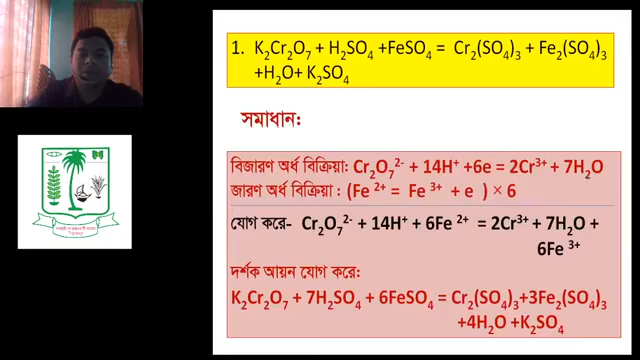 1. K₂Cr₂O₇ + H₂SO₄ +FeSO₄ = Cr₂(SO₄)₃ + Fe₂(SO₄)₃
+H₂O+ K₂SO₄
সমাধানঃ
বিজারণ অর্ধ বিক্রিয়া: Cr₂O₇²⁻ + 14H⁺ +6e = 2Cr³⁺ + 7H₂O
জারণ অর্ধ বিক্রিয়া : (Fe ²⁺ = Fe ³⁺ + e ) × 6
যোগ করে- Cr₂O₇²⁻ + 14H⁺ + 6Fe ²⁺ = 2Cr³⁺ + 7H₂O +
6Fe ³⁺
দর্শক আয়ন যোগ করে:
K₂Cr₂O₇ + 7H₂SO₄ + 6FeSO₄ = Cr₂(SO₄)₃+3Fe₂(SO₄)₃
+4H₂O +K₂SO₄